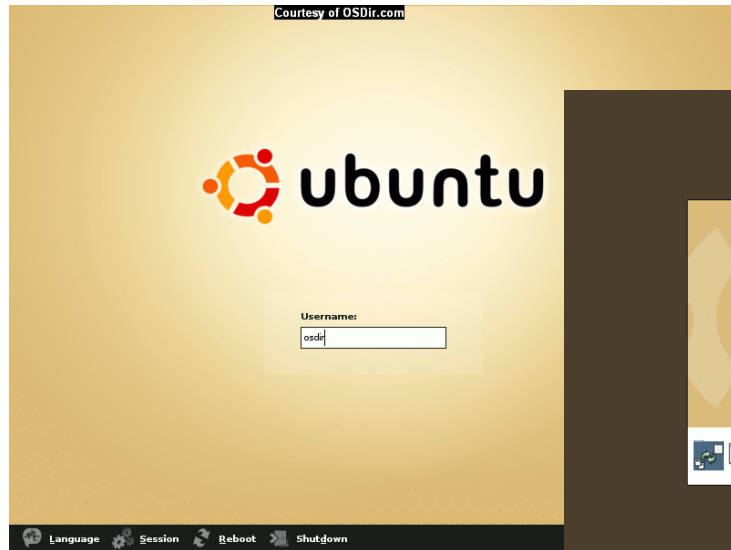 Courtesy of OSDir.com
ubuntu
Username:
osdir
Language Session Reboot Shutdown